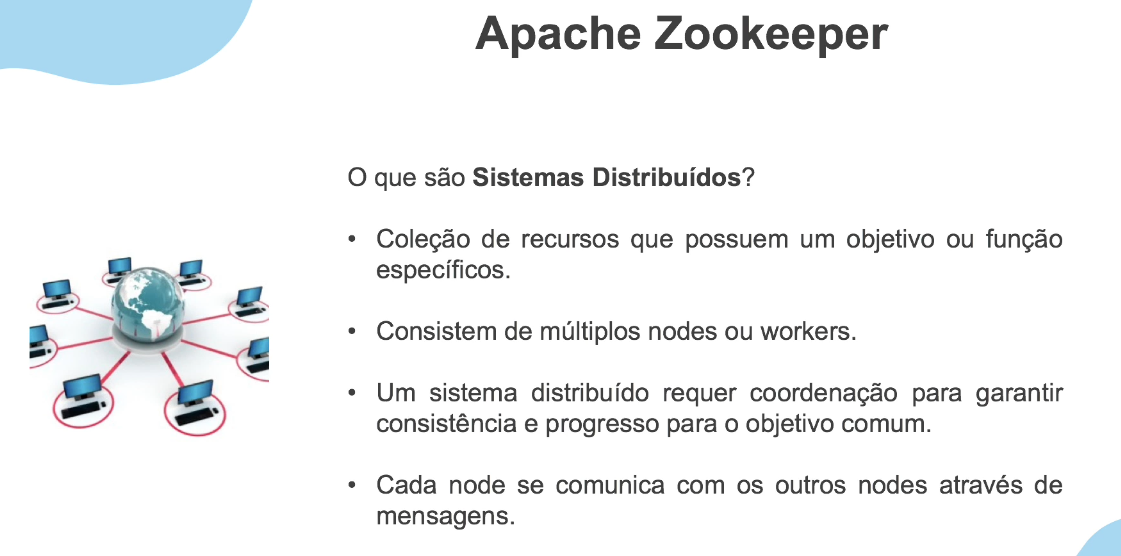 Apache Zookeeper
O que são Sistemas Distribuídos?
• Coleção de recursos que possuem um objetivo ou função
específicos.
• Consistem de múltiplos nodes ou workers.
• Um sistema distribuído requer coordenação para garantir
consistência e progresso para o objetivo comum.
• Cada node se comunica com os outros nodes através de
mensagens.